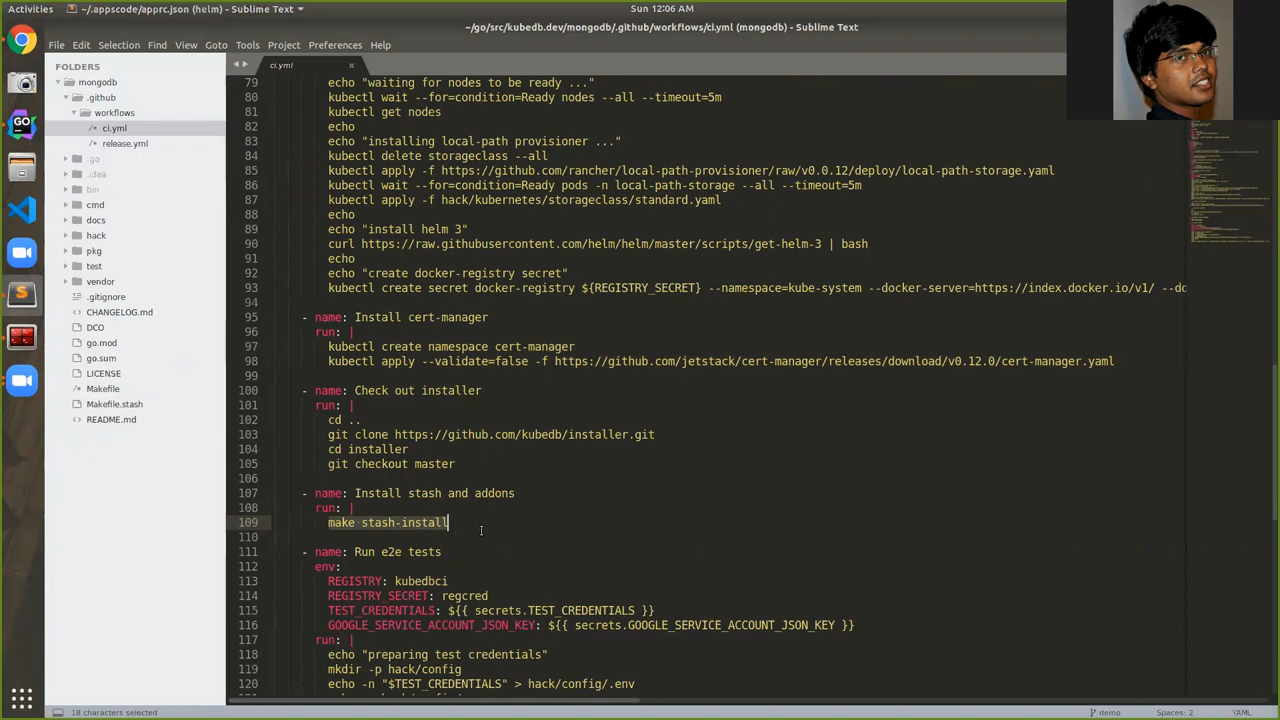 Activities
~/.appscode/apprc.json (helm) - Sublime Text
Sun 12:06 AM
~/go/src/kubedb.dev/mongodb/.github/workflows/ci.yml (mongodb) - Sublime Text
File Edit Selection Find View Goto Tools Project Preferences Help
FOLDERS
mongodb
.github
workflows
ci.yml
release.yml
.go
.idea
bin
cmd
docs
hack
pkg
test
vendor
.gitignore
CHANGELOG.md
DCO
go.mod
go.sum
LICENSE
Makefile
Makefile.stash
README.md
ci.yml
79 echo "waiting for nodes to be ready ..."
80 kubectl wait --for=condition=Ready nodes --all --timeout=5m
81 kubectl get nodes
82 echo
83 echo "installing local-path provisioner ..."
84 kubectl delete storageclass --all
85 kubectl apply -f https://github.com/rancher/local-path-provisioner/raw/v0.0.12/deploy/local-path-storage.yaml
86 kubectl wait --for=condition=Ready pods -n local-path-storage --all --timeout=5m
87 kubectl apply -f hack/kubernetes/storageclass/standard.yaml
88 echo
89 echo "install helm 3"
90 curl https://raw.githubusercontent.com/helm/helm/master/scripts/get-helm-3 | bash
91 echo
92 echo "create docker-registry secret"
93 kubectl create secret docker-registry ${REGISTRY_SECRET} --namespace=kube-system --docker-server=https://index.docker.io/v1/ --do
94
95 - name: Install cert-manager
96 run: |
97 kubectl create namespace cert-manager
98 kubectl apply --validate=false -f https://github.com/jetstack/cert-manager/releases/download/v0.12.0/cert-manager.yaml
99
100 - name: Check out installer
101 run: |
102 cd ..
103 git clone https://github.com/kubedb/installer.git
104 cd installer
105 git checkout master
106
107 - name: Install stash and addons
108 run: |
109 make stash-install
110
111 - name: Run e2e tests
112 env:
113 REGISTRY: kubedbci
114 REGISTRY_SECRET: regcred
115 TEST_CREDENTIALS: ${{ secrets.TEST_CREDENTIALS }}
116 GOOGLE_SERVICE_ACCOUNT_JSON_KEY: ${{ secrets.GOOGLE_SERVICE_ACCOUNT_JSON_KEY }}
117 run: |
118 echo "preparing test credentials"
119 mkdir -p hack/config
120 echo -n "$TEST_CREDENTIALS" > hack/config/.env
18 characters selected
demo
Spaces: 2
YAML